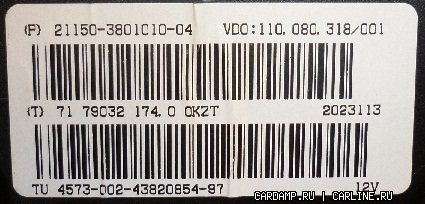 (P) 21150-3801010-04 VDO:110.080.318/001
(T) 71 79032 174.0 OKZT 2023113
TU 4573-002-43820854-97 12V
CARDAMP.RU | CARLINE.RU